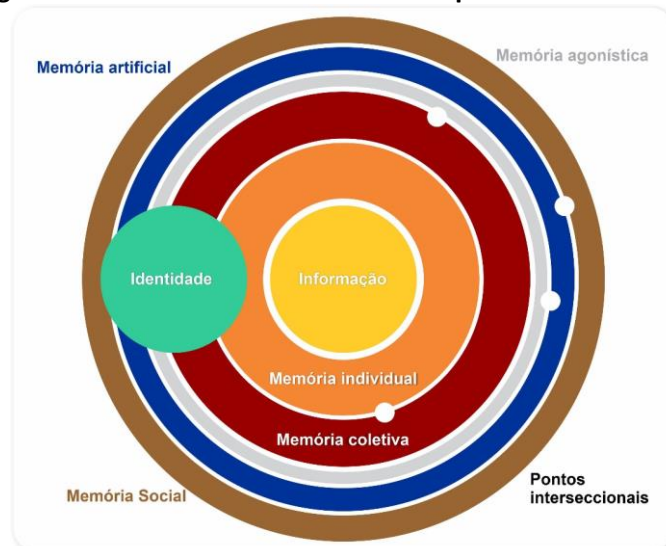 Memória artificial
Memória agonística
Identidade
Informação
Memória individual
Memória coletiva
Memória Social
Pontos
interseccionais